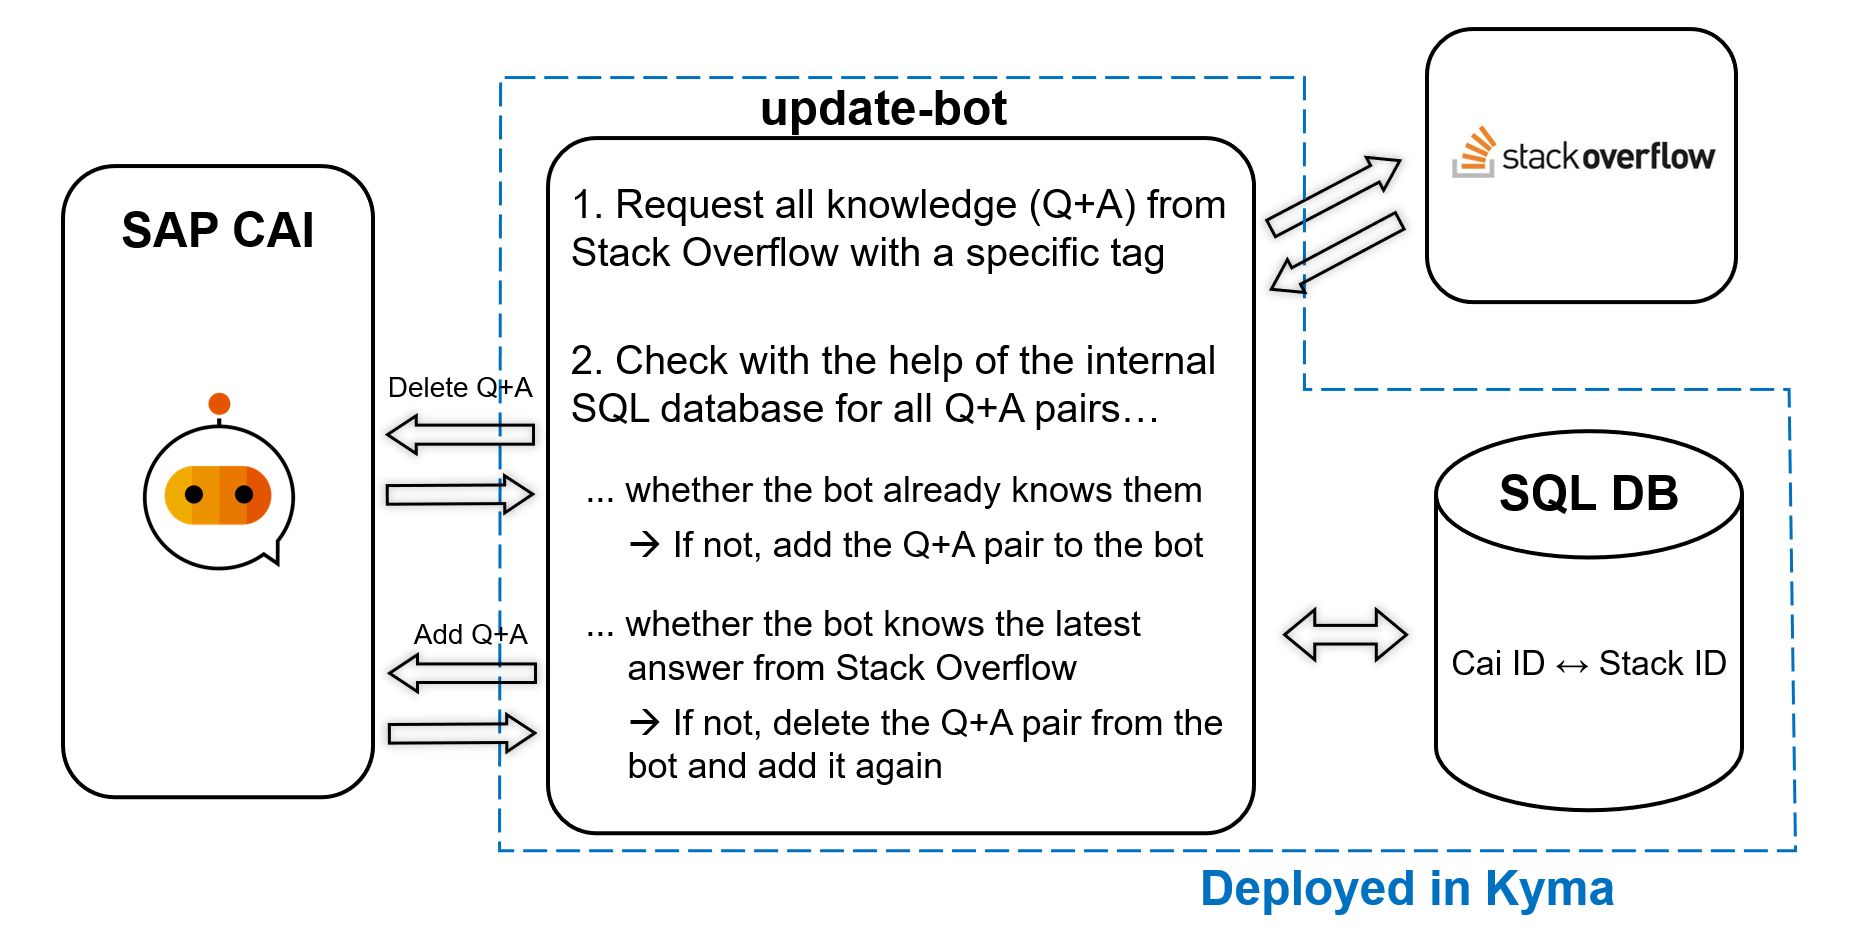 update-bot
SAP CAI
1. Request all knowledge (Q+A) from
Stack Overflow with a specific tag
2. Check with the help of the internal
SQL database for all Q+A pairs…
... whether the bot already knows them
→ If not, add the Q+A pair to the bot
... whether the bot knows the latest
answer from Stack Overflow
→ If not, delete the Q+A pair from the
bot and add it again
Delete Q+A
Add Q+A
stackoverflow
SQL DB
Cai ID ↔ Stack ID
Deployed in Kyma